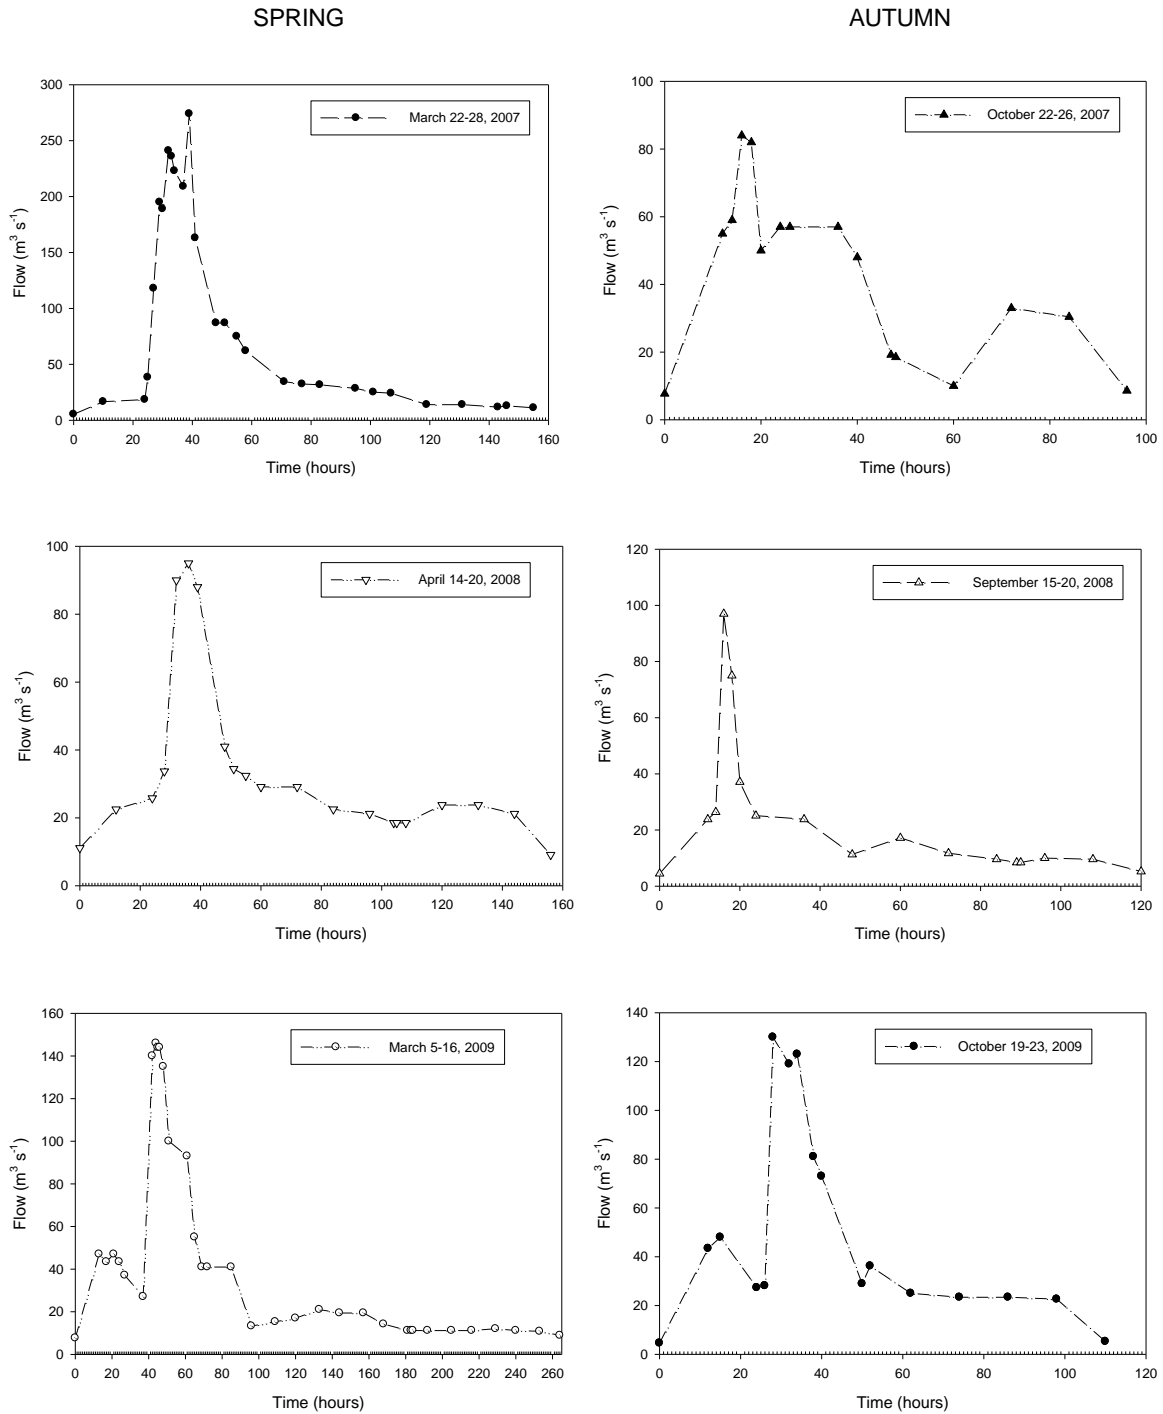 SPRING
AUTUMN
300
250
200
150
100
50
0
Flow (m³ s⁻¹)
March 22-28, 2007
0 20 40 60 80 100 120 140 160
Time (hours)
100
80
60
40
20
0
Flow (m³ s⁻¹)
October 22-26, 2007
0 20 40 60 80 100
Time (hours)
100
80
60
40
20
0
Flow (m³ s⁻¹)
April 14-20, 2008
0 20 40 60 80 100 120 140 160
Time (hours)
120
100
80
60
40
20
0
Flow (m³ s⁻¹)
September 15-20, 2008
0 20 40 60 80 100 120
Time (hours)
160
140
120
100
80
60
40
20
0
Flow (m³ s⁻¹)
March 5-16, 2009
0 20 40 60 80 100 120 140 160 180 200 220 240 260
Time (hours)
140
120
100
80
60
40
20
0
Flow (m³ s⁻¹)
October 19-23, 2009
0 20 40 60 80 100 120
Time (hours)